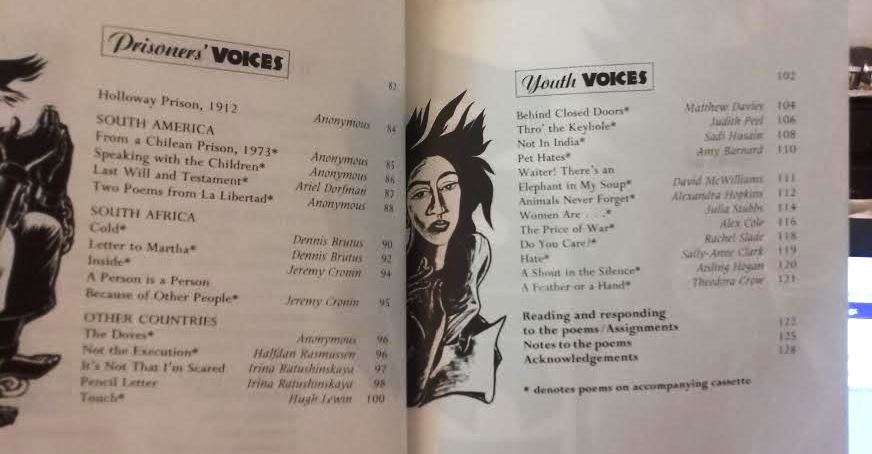 Prisoners' VOICES 82
Holloway Prison, 1912 Anonymous 84
SOUTH AMERICA
From a Chilean Prison, 1973* Anonymous 85
Speaking with the Children* Anonymous 86
Last Will and Testament* Ariel Dorfman 87
Two Poems from La Libertad* Anonymous 88
SOUTH AFRICA
Cold* Dennis Brutus 90
Letter to Martha* Dennis Brutus 92
Inside* Jeremy Cronin 94
A Person is a Person
Because of Other People* Jeremy Cronin 95
OTHER COUNTRIES
The Doves* Anonymous 96
Not the Execution* Halfdan Rasmussen 96
It's Not That I'm Scared Irina Ratushinskaya 97
Pencil Letter Irina Ratushinskaya 98
Touch* Hugh Lewin 100
Youth VOICES 102
Behind Closed Doors* Matthew Davies 104
Thro' the Keyhole* Judith Peel 106
Not In India* Sadi Husain 108
Pet Hates* Amy Barnard 110
Waiter! There's an
Elephant in My Soup* David McWilliams 111
Animals Never Forget* Alexandra Hopkins 112
Women Are . . .* Julia Stubbs 114
The Price of War* Alex Cole 116
Do You Care?* Rachel Slade 118
Hate* Sally-Anne Clark 119
A Shout in the Silence* Aisling Hogan 120
A Feather or a Hand* Theodora Crow 121
Reading and responding
to the poems/Assignments 122
Notes to the poems 125
Acknowledgements 128
* denotes poems on accompanying cassette